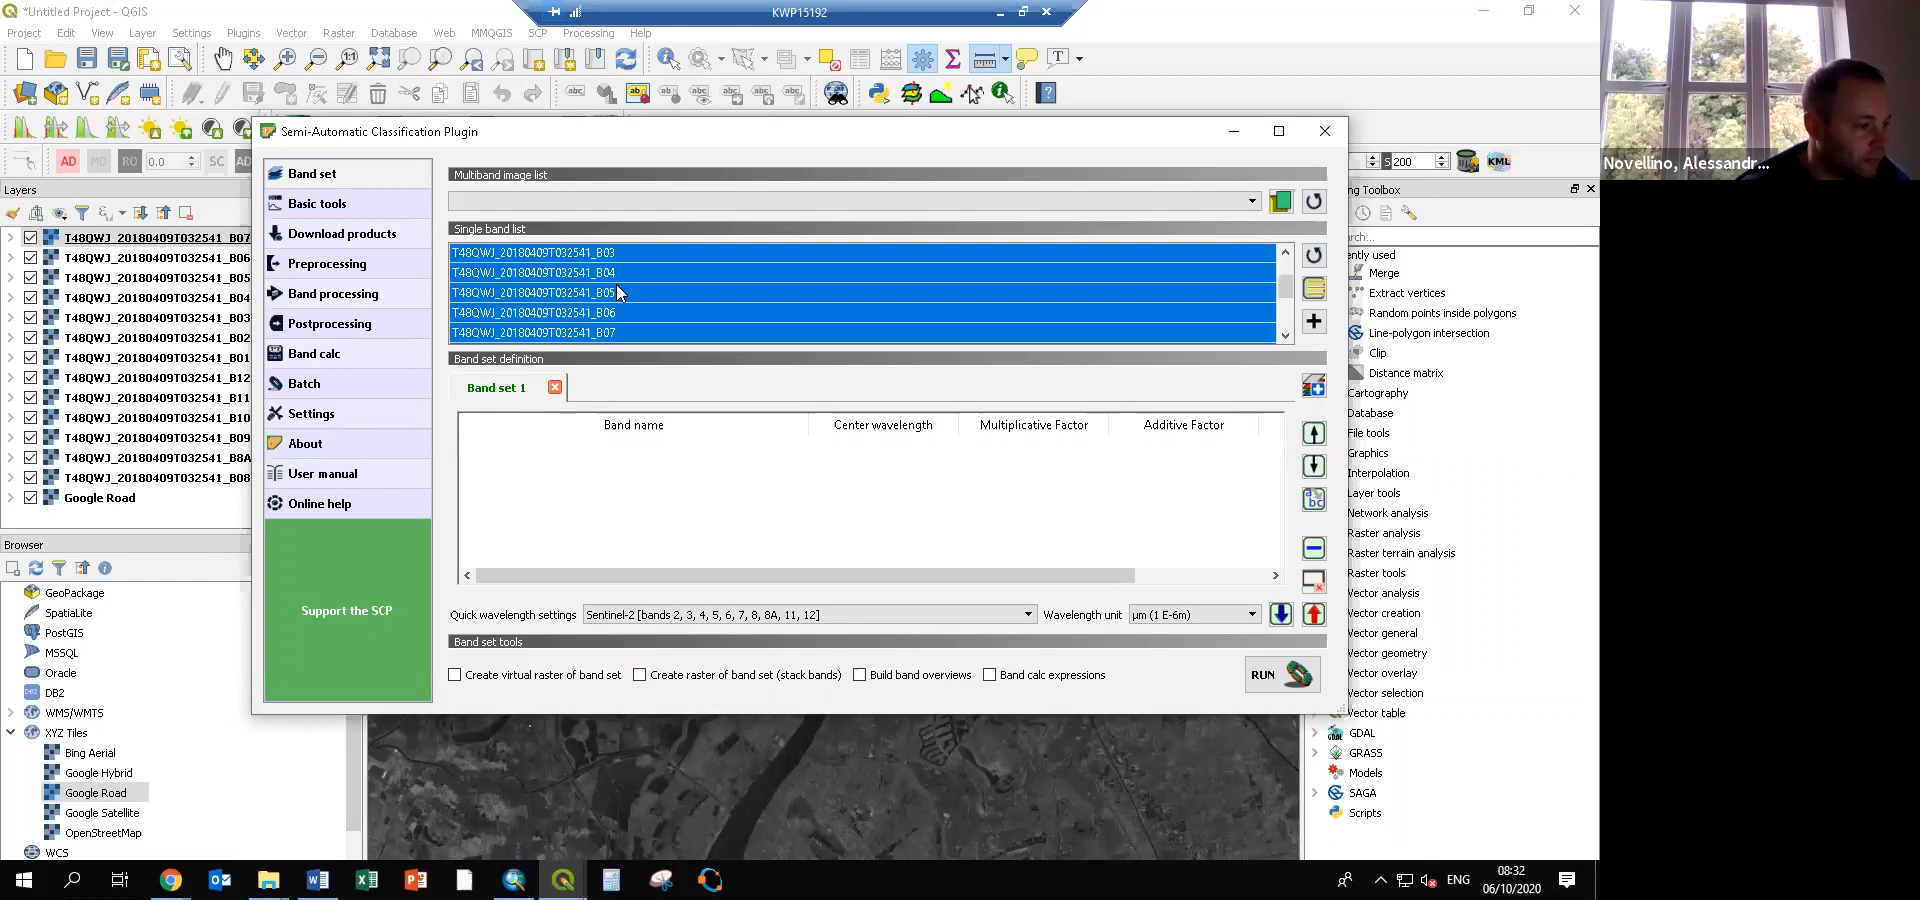 *Untitled Project - QGIS
KWP15192
Project Edit View Layer Settings Plugins Vector Raster Database Web MMQGIS SCP Processing Help
AD MO RO 0.0 SC AD S 200 KML
Novellino, Alessandr...
Semi-Automatic Classification Plugin
Layers
T48QWJ_20180409T032541_B07
T48QWJ_20180409T032541_B06
T48QWJ_20180409T032541_B05
T48QWJ_20180409T032541_B04
T48QWJ_20180409T032541_B03
T48QWJ_20180409T032541_B02
T48QWJ_20180409T032541_B01
T48QWJ_20180409T032541_B12
T48QWJ_20180409T032541_B11
T48QWJ_20180409T032541_B10
T48QWJ_20180409T032541_B09
T48QWJ_20180409T032541_B8A
T48QWJ_20180409T032541_B08
Google Road
Browser
GeoPackage
SpatiaLite
PostGIS
MSSQL
Oracle
DB2
WMS/WMTS
XYZ Tiles
Bing Aerial
Google Hybrid
Google Road
Google Satellite
OpenStreetMap
WCS
Band set
Basic tools
Download products
Preprocessing
Band processing
Postprocessing
Band calc
Batch
Settings
About
User manual
Online help
Support the SCP
Multiband image list
Single band list
T48QWJ_20180409T032541_B03
T48QWJ_20180409T032541_B04
T48QWJ_20180409T032541_B05
T48QWJ_20180409T032541_B06
T48QWJ_20180409T032541_B07
Band set definition
Band set 1
Band name Center wavelength Multiplicative Factor Additive Factor
Quick wavelength settings Sentinel-2 [bands 2, 3, 4, 5, 6, 7, 8, 8A, 11, 12] Wavelength unit µm (1 E-6m)
Band set tools
Create virtual raster of band set Create raster of band set (stack bands) Build band overviews Band calc expressions RUN
ng Toolbox
rch...
ently used
Merge
Extract vertices
Random points inside polygons
Line-polygon intersection
Clip
Distance matrix
Cartography
Database
File tools
Graphics
Interpolation
Layer tools
Network analysis
Raster analysis
Raster terrain analysis
Raster tools
Vector analysis
Vector creation
Vector general
Vector geometry
Vector overlay
Vector selection
Vector table
GDAL
GRASS
Models
SAGA
Scripts
ENG
08:32
06/10/2020